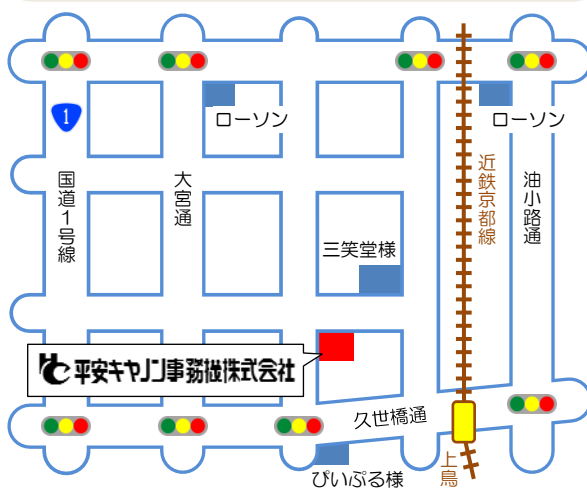 1
ローソン
ローソン
国道1号線
大宮通
近鉄京都線
油小路通
三笑堂様
平安キヤノン事務機株式会社
久世橋通
上鳥
ぴいぷる様